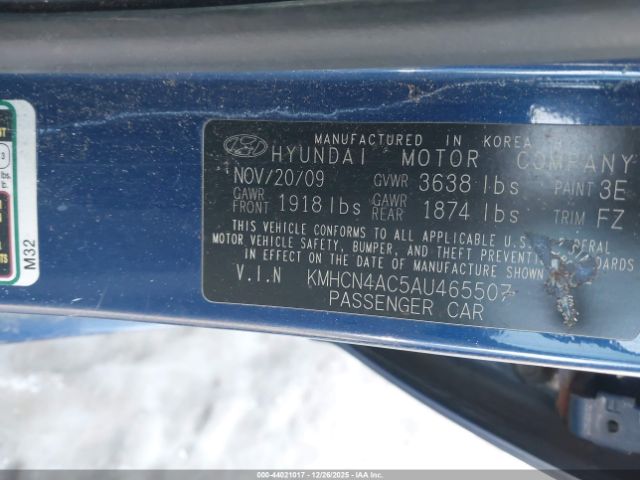 MANUFACTURED IN KOREA
HYUNDAI MOTOR COMPANY
NOV/20/09 GVWR 3638 lbs PAINT 3E
GAWR FRONT 1918 lbs GAWR REAR 1874 lbs TRIM FZ
THIS VEHICLE CONFORMS TO ALL APPLICABLE U.S.
MOTOR VEHICLE SAFETY, BUMPER, AND THEFT
IN EFFECT ON THE DATE OF MANUFACTURE SHOWN
V.I.N KMHCN4AC5AU465507
PASSENGER CAR
M32
000-44021017 • 12/26/2025 • IAA Inc.